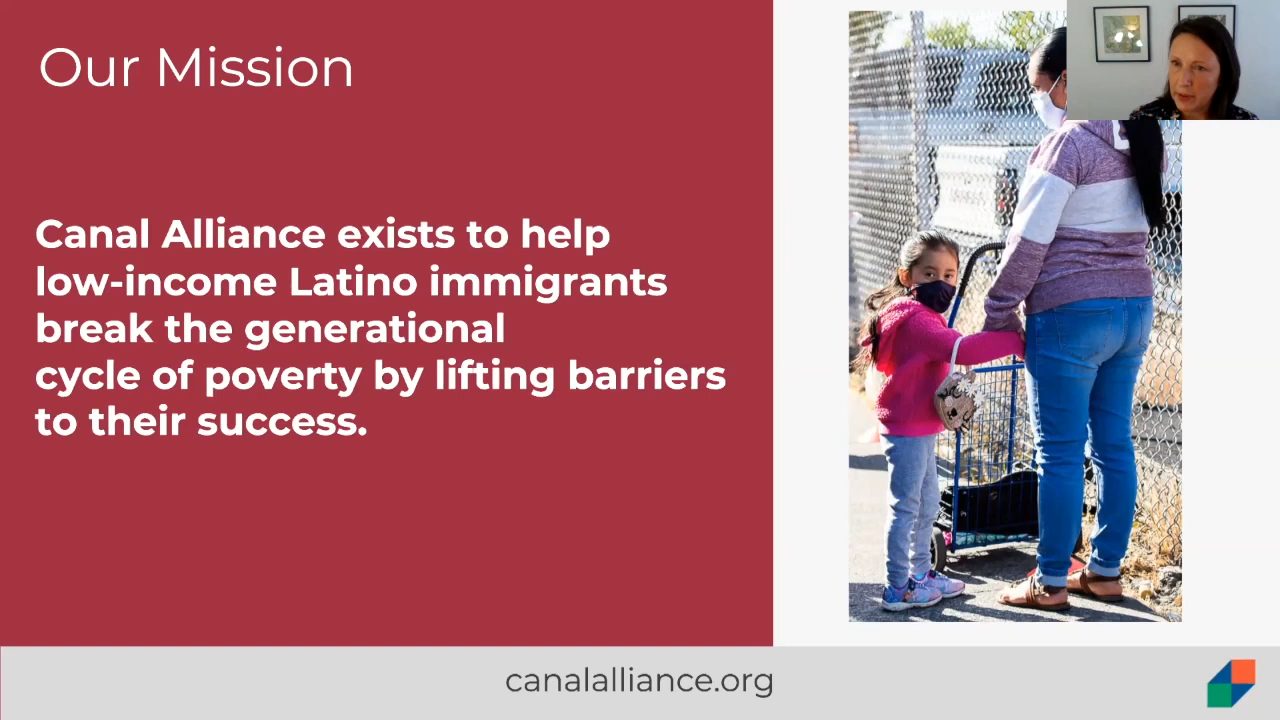 Our Mission
Canal Alliance exists to help
low-income Latino immigrants
break the generational
cycle of poverty by lifting barriers
to their success.
canalalliance.org